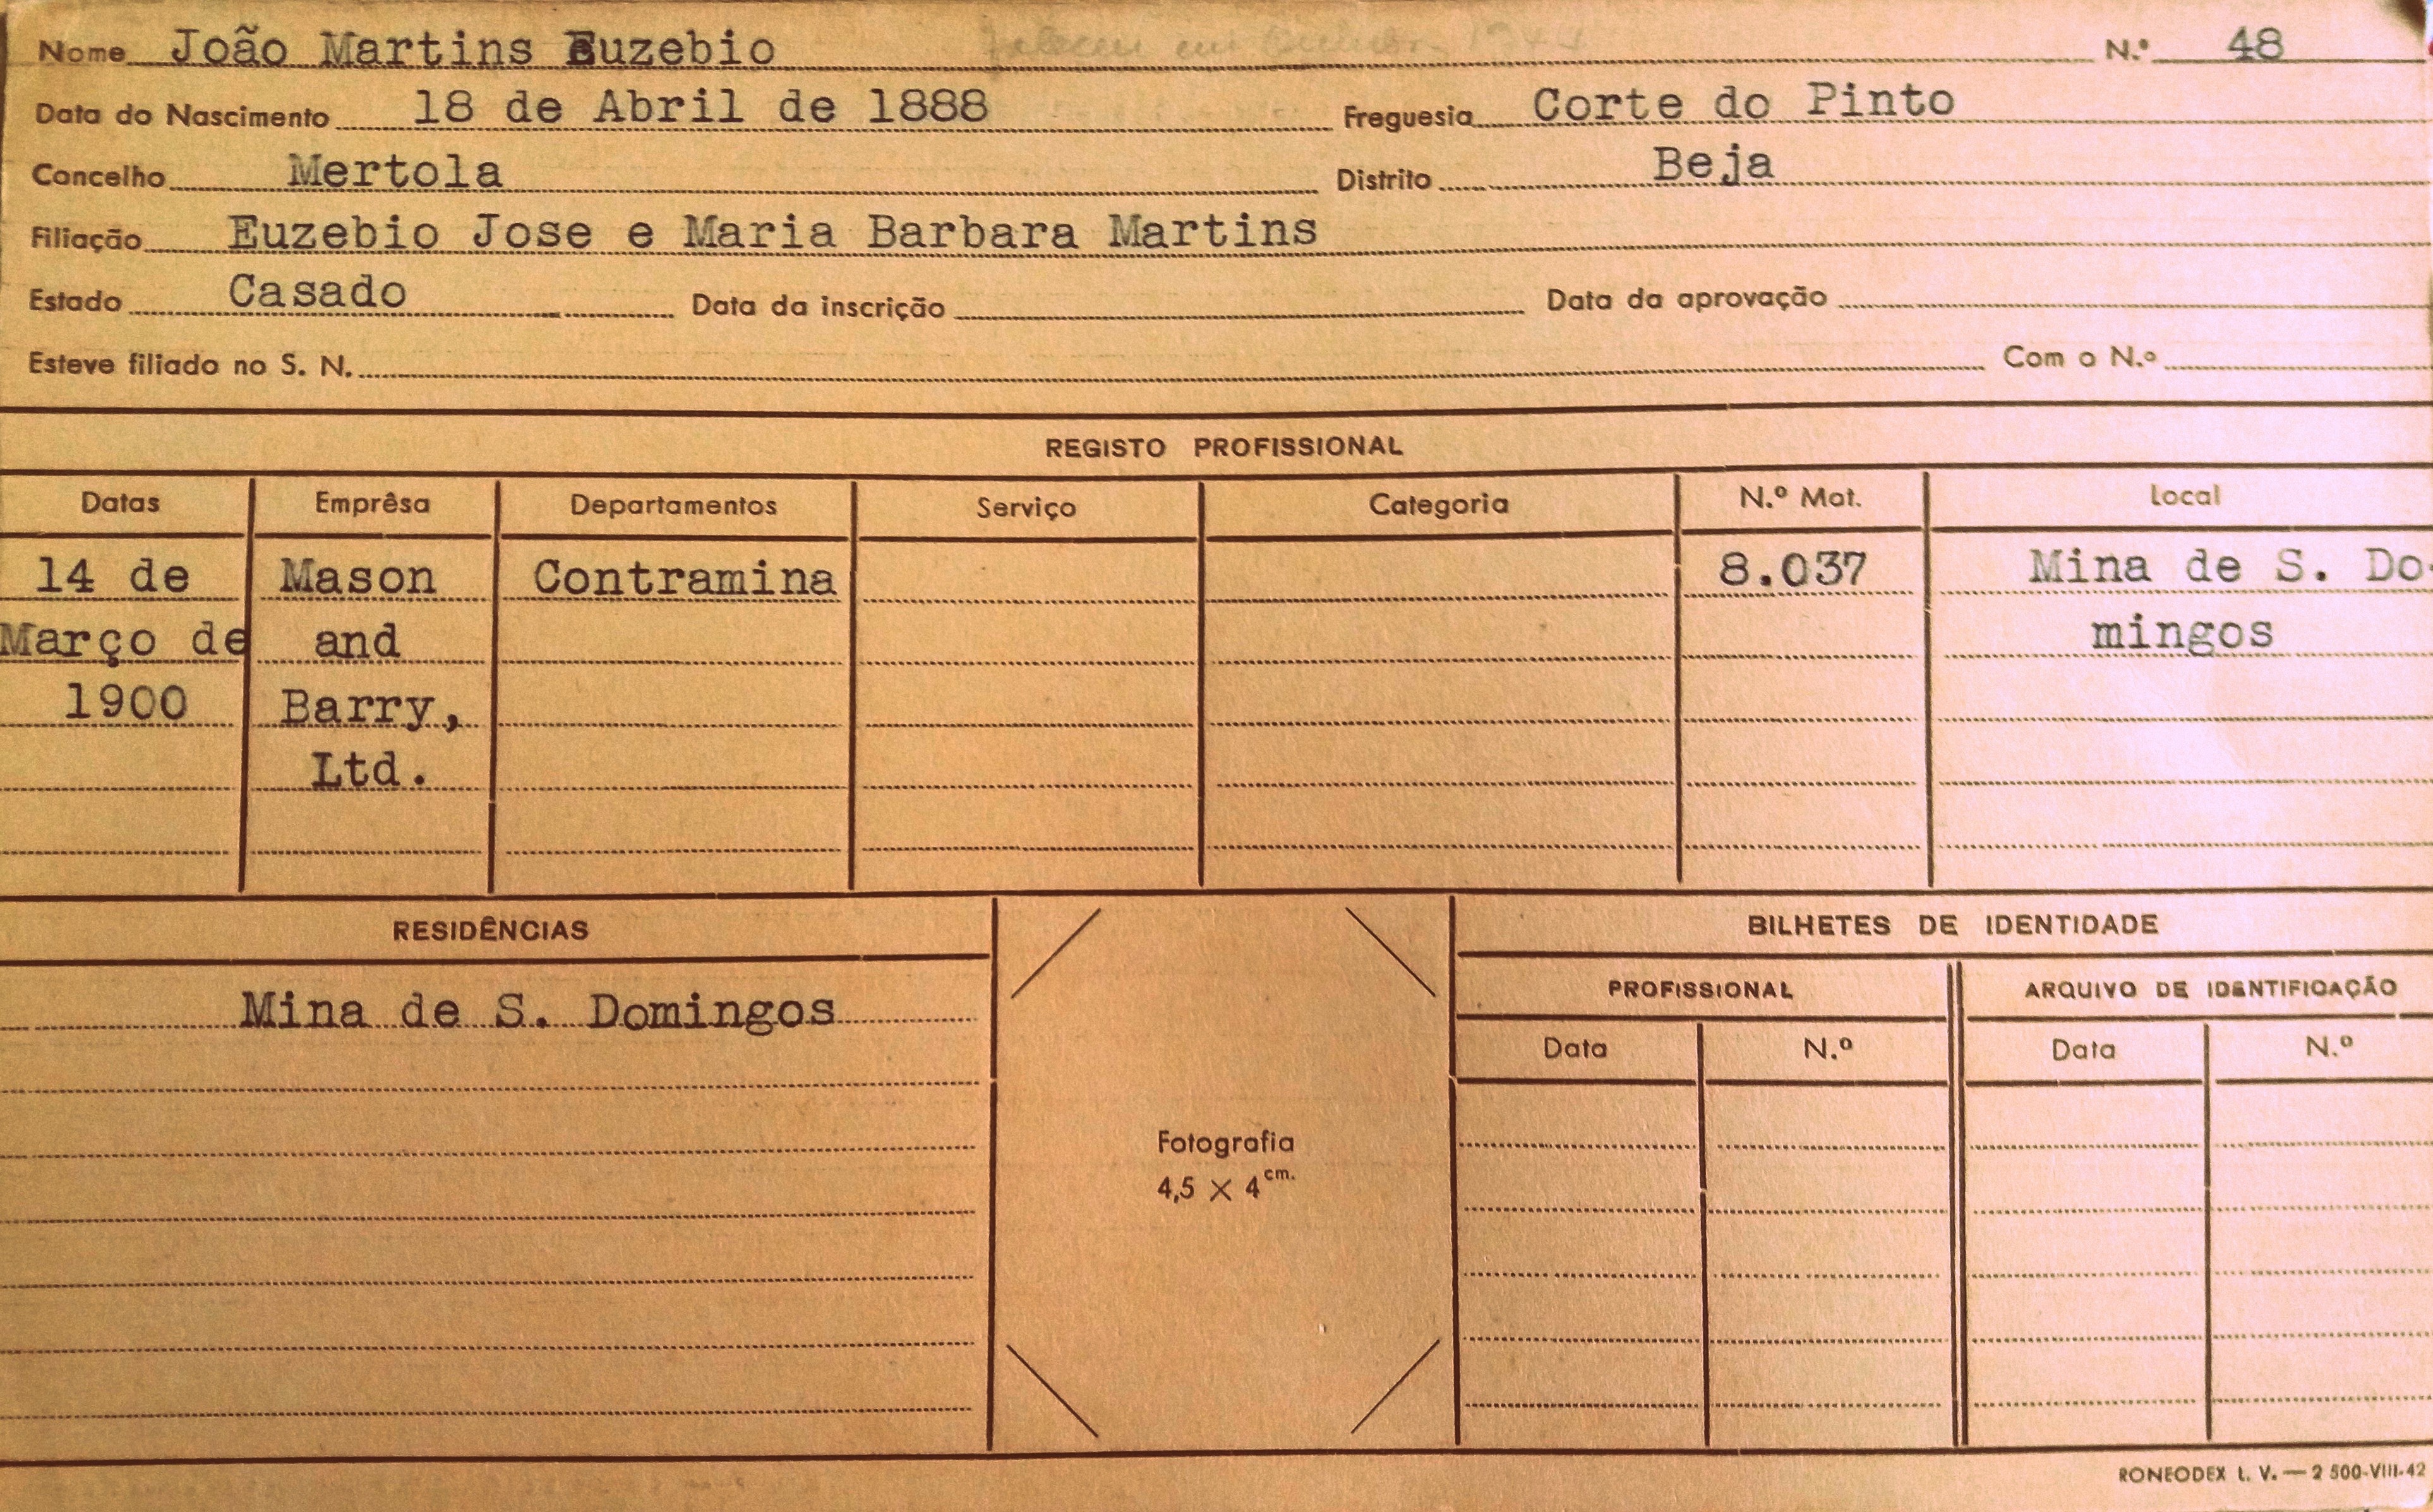 Nome João Martins Euzebio 1944 N.º 48
Data do Nascimento 18 de Abril de 1888 Freguesia Corte do Pinto
Concelho Mertola Distrito Beja
Filiação Euzebio Jose e Maria Barbara Martins
Estado Casado Data da inscrição Data da aprovação
Esteve filiado no S. N. Com o N.º
REGISTO PROFISSIONAL
Datas Emprêsa Departamentos Serviço Categoria N.º Mat. Local
14 de Mason Contramina 8.037 Mina de S. Do-
Março de and mingos
1900 Barry,
Ltd.
RESIDÊNCIAS BILHETES DE IDENTIDADE
PROFISSIONAL ARQUIVO DE IDENTIFICAÇÃO
Mina de S. Domingos
Data N.º Data N.º
Fotografia
4,5 × 4 cm.
RONEODEX L. V. — 2 500-VIII-42